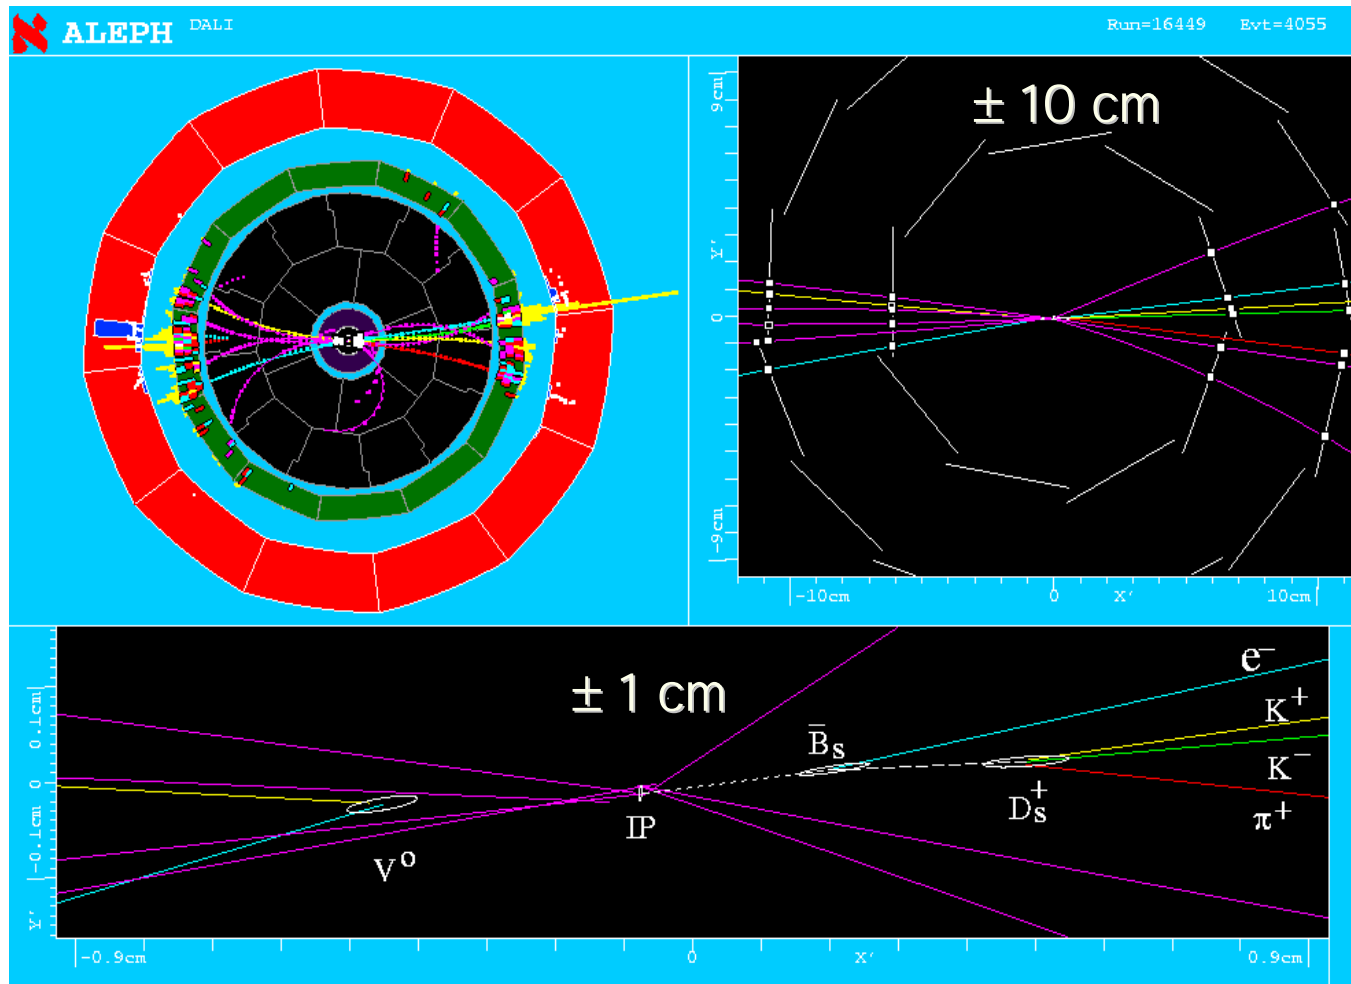 ALEPH DALI Run=16449 Evt=4055
± 10 cm
9cm
Y''
0
-9cm
-10cm 0 X' 10cm
± 1 cm
e⁻
K⁺
K⁻
π⁺
B̅s
Ds⁺
IP
V⁰
0.1cm
0
-0.1cm
Y'
-0.9cm 0 X' 0.9cm